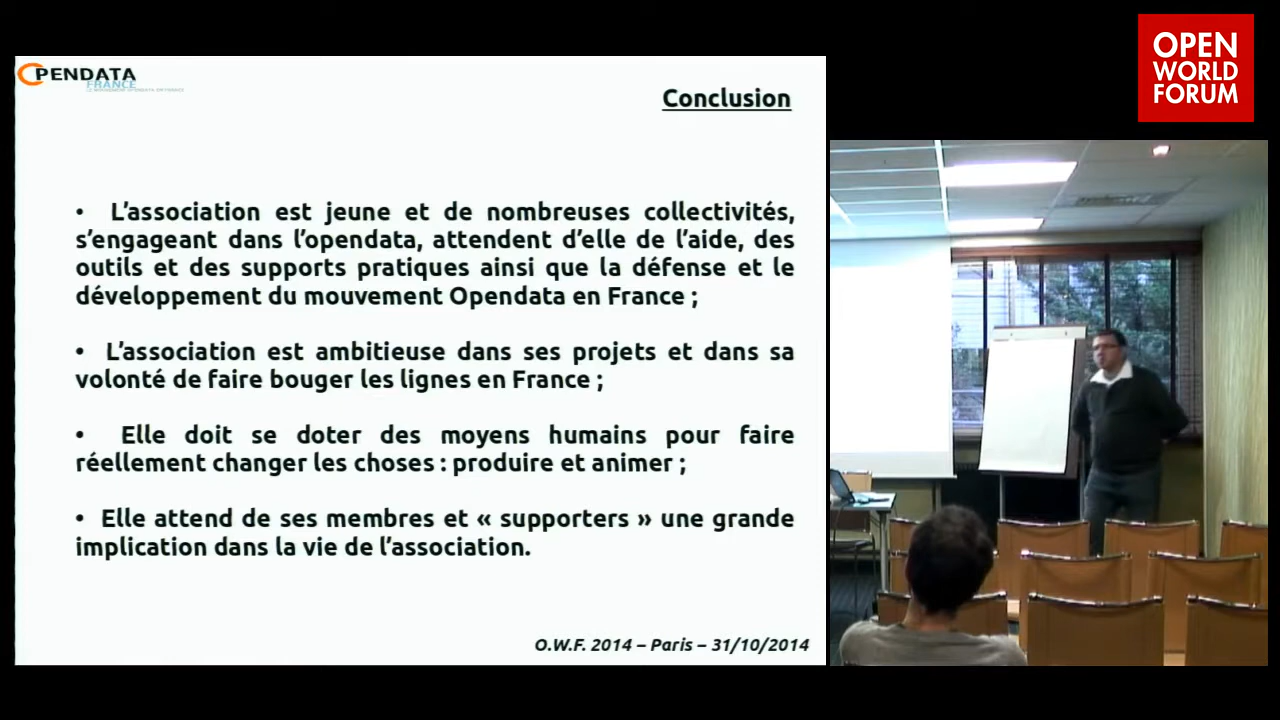 PENDATA
FRANCE
OPEN
WORLD
FORUM
Conclusion
• L’association est jeune et de nombreuses collectivités,
s’engageant dans l’opendata, attendent d’elle de l’aide, des
outils et des supports pratiques ainsi que la défense et le
développement du mouvement Opendata en France ;
• L’association est ambitieuse dans ses projets et dans sa
volonté de faire bouger les lignes en France ;
• Elle doit se doter des moyens humains pour faire
réellement changer les choses : produire et animer ;
• Elle attend de ses membres et « supporters » une grande
implication dans la vie de l’association.
O.W.F. 2014 – Paris – 31/10/2014